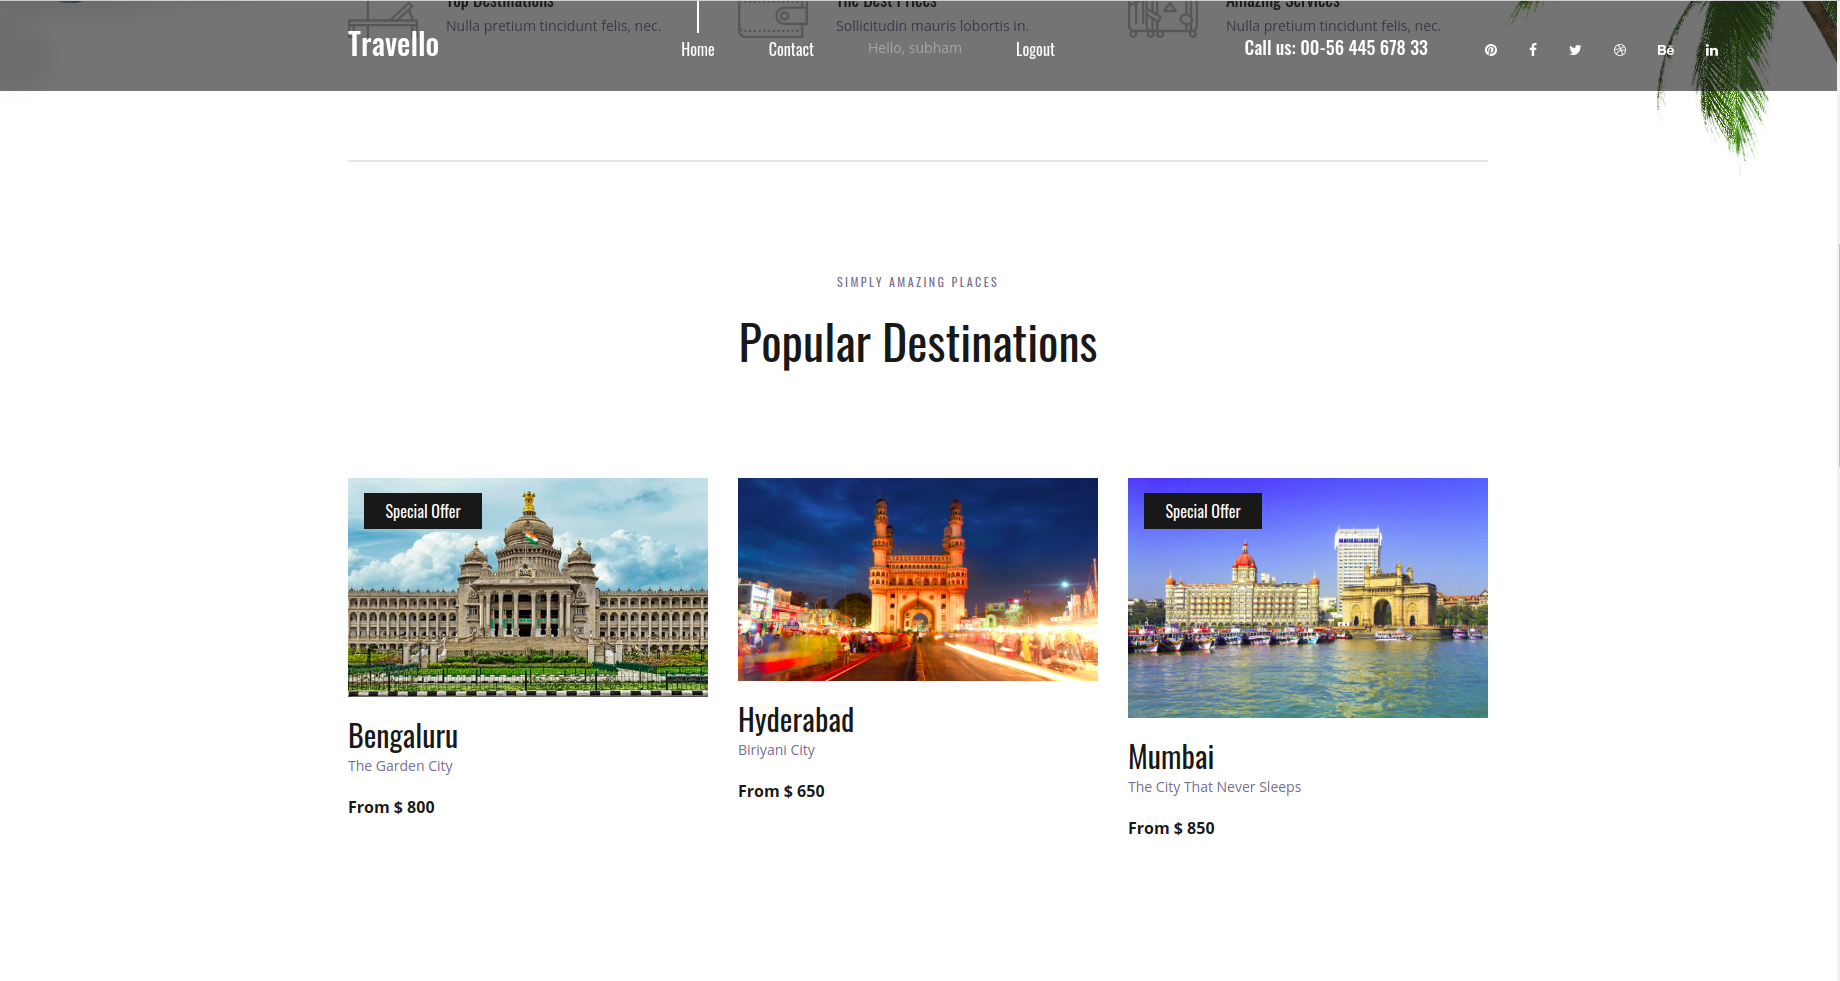 Top Destinations
The Best Prices
Amazing Services
Nulla pretium tincidunt felis, nec.
Sollicitudin mauris lobortis in.
Nulla pretium tincidunt felis, nec.
Travello
Home
Contact
Hello, subham
Logout
Call us: 00-56 445 678 33
Bē
in
SIMPLY AMAZING PLACES
Popular Destinations
Special Offer
Special Offer
Bengaluru
The Garden City
From $ 800
Hyderabad
Biriyani City
From $ 650
Mumbai
The City That Never Sleeps
From $ 850